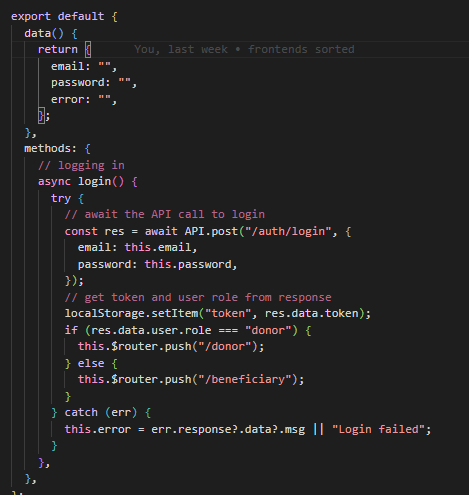 export default {
  data() {
    return {     You, last week • frontends sorted
      email: "",
      password: "",
      error: "",
    };
  },
  methods: {
    // logging in
    async login() {
      try {
        // await the API call to login
        const res = await API.post("/auth/login", {
          email: this.email,
          password: this.password,
        });
        // get token and user role from response
        localStorage.setItem("token", res.data.token);
        if (res.data.user.role === "donor") {
          this.$router.push("/donor");
        } else {
          this.$router.push("/beneficiary");
        }
      } catch (err) {
        this.error = err.response?.data?.msg || "Login failed";
      }
    },
  },
};